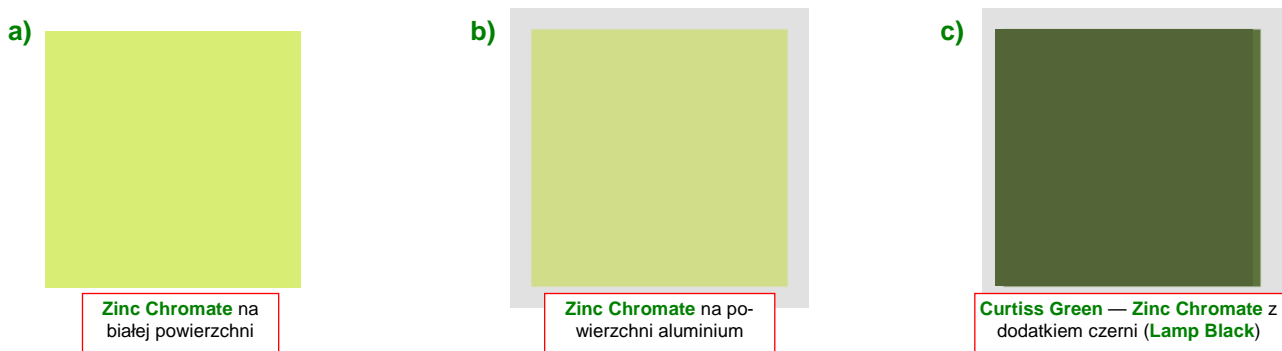 a)
Zinc Chromate na
białej powierzchni
b)
Zinc Chromate na po-
wierzchni aluminium
c)
Curtiss Green — Zinc Chromate z
dodatkiem czerni (Lamp Black)